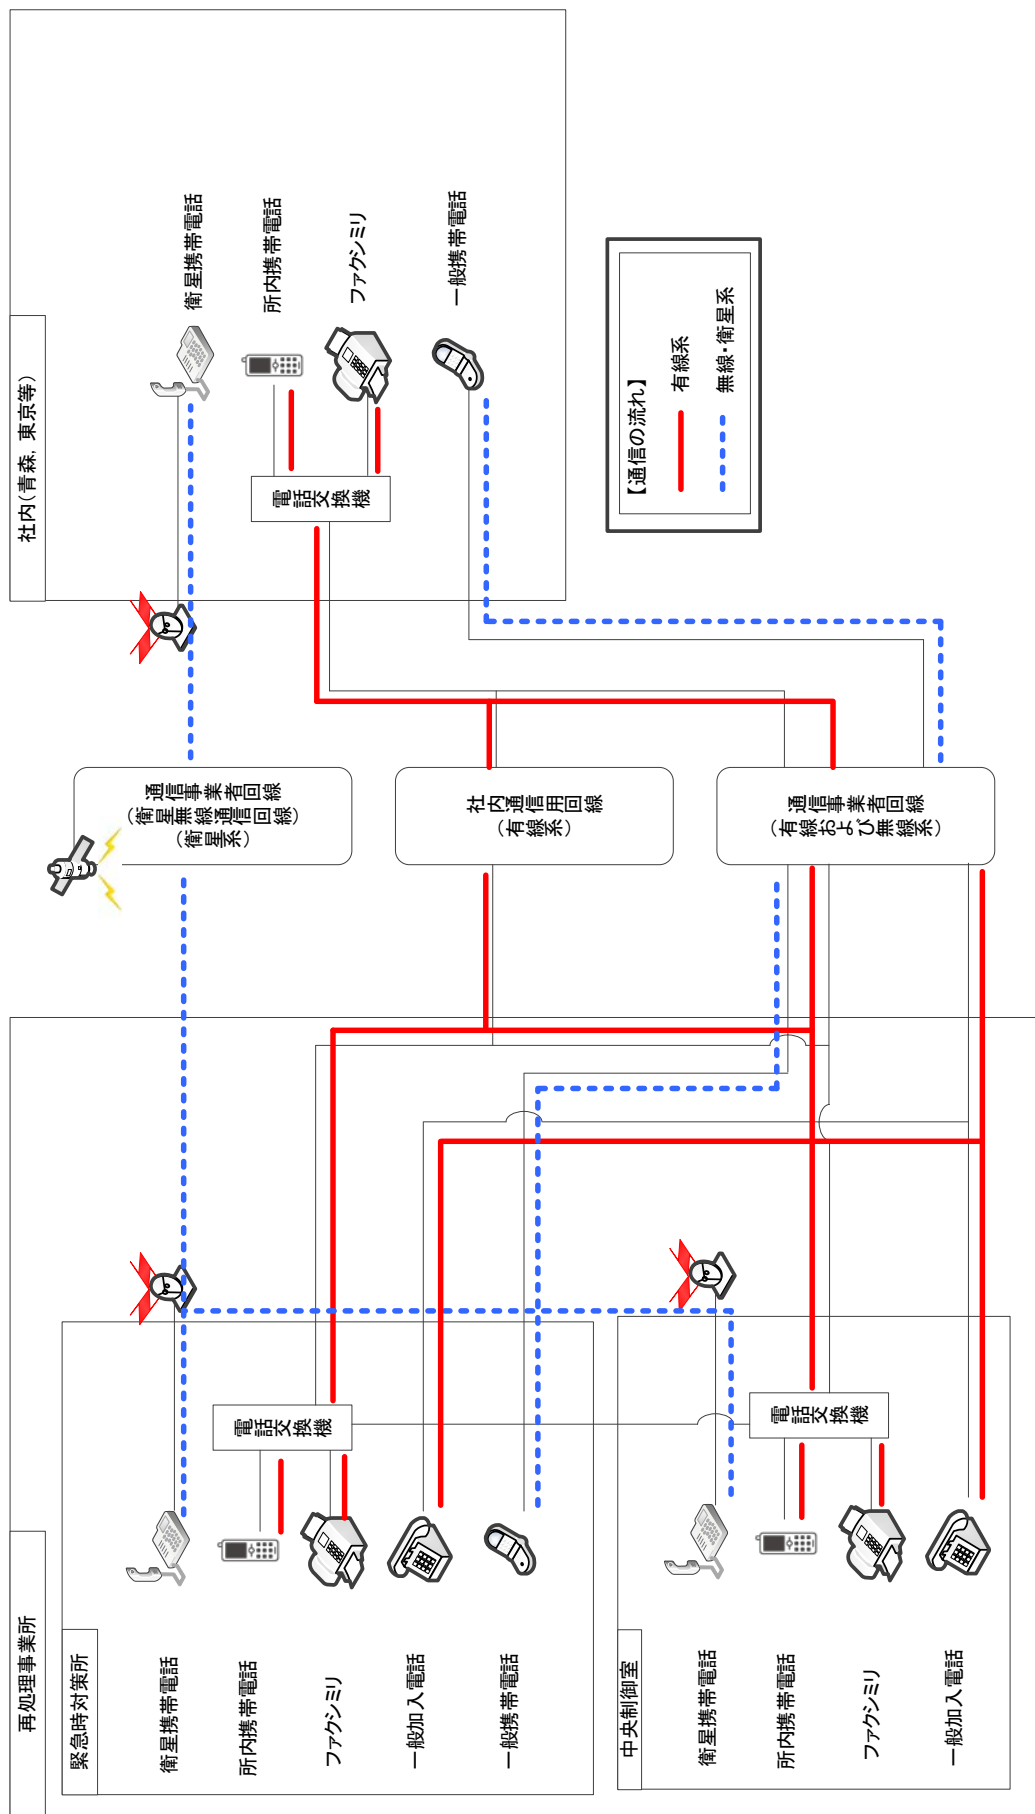 再処理事業所
緊急時対策所
衛星携帯電話
所内携帯電話
ファクシミリ
一般加入電話
一般携帯電話
電話交換機
中央制御室
衛星携帯電話
所内携帯電話
ファクシミリ
一般加入電話
電話交換機
通信事業者回線
(衛星無線通信回線)
(衛星系)
社内通信用回線
(有線系)
通信事業者回線
(有線および無線系)
社内(青森，東京等)
電話交換機
衛星携帯電話
所内携帯電話
ファクシミリ
一般携帯電話
【通信の流れ】
有線系
無線・衛星系